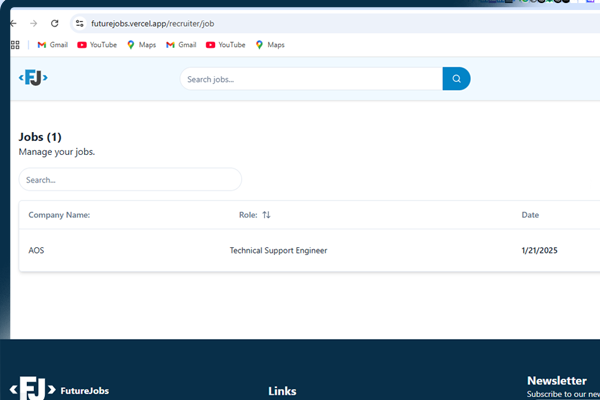 futurejobs.vercel.app/recruiter/job
Gmail YouTube Maps Gmail YouTube Maps
FJ Search jobs...
Jobs (1)
Manage your jobs.
Search...
Company Name: Role: Date
AOS Technical Support Engineer 1/21/2025
Newsletter
FJ FutureJobs Links Subscribe to our new